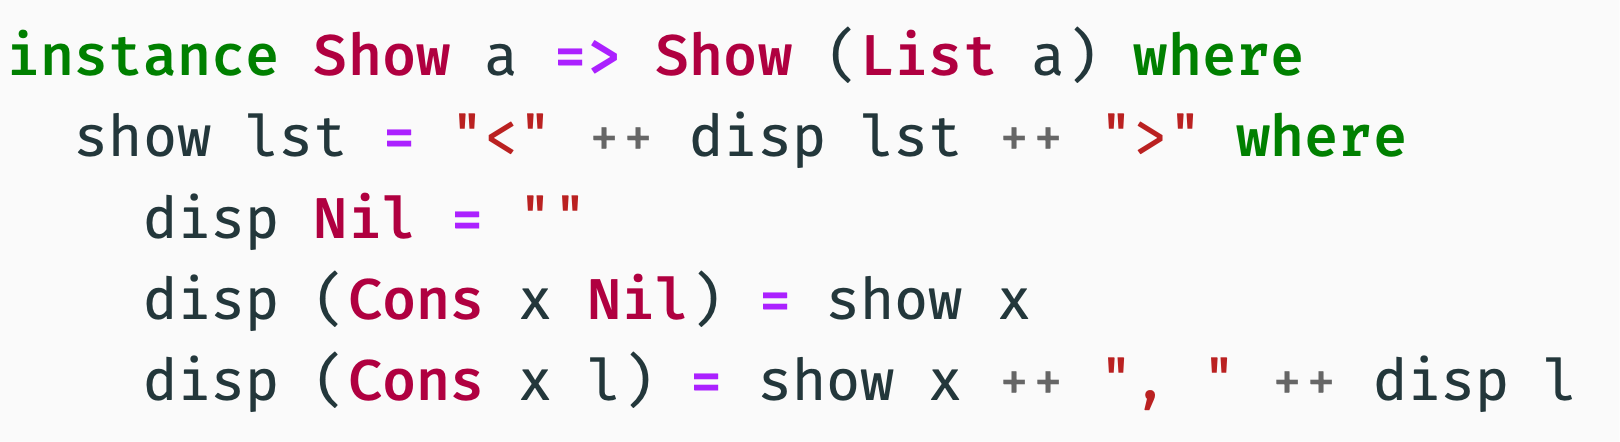 instance Show a => Show (List a) where
  show lst = "<" ++ disp lst ++ ">" where
    disp Nil = ""
    disp (Cons x Nil) = show x
    disp (Cons x l) = show x ++ ", " ++ disp l